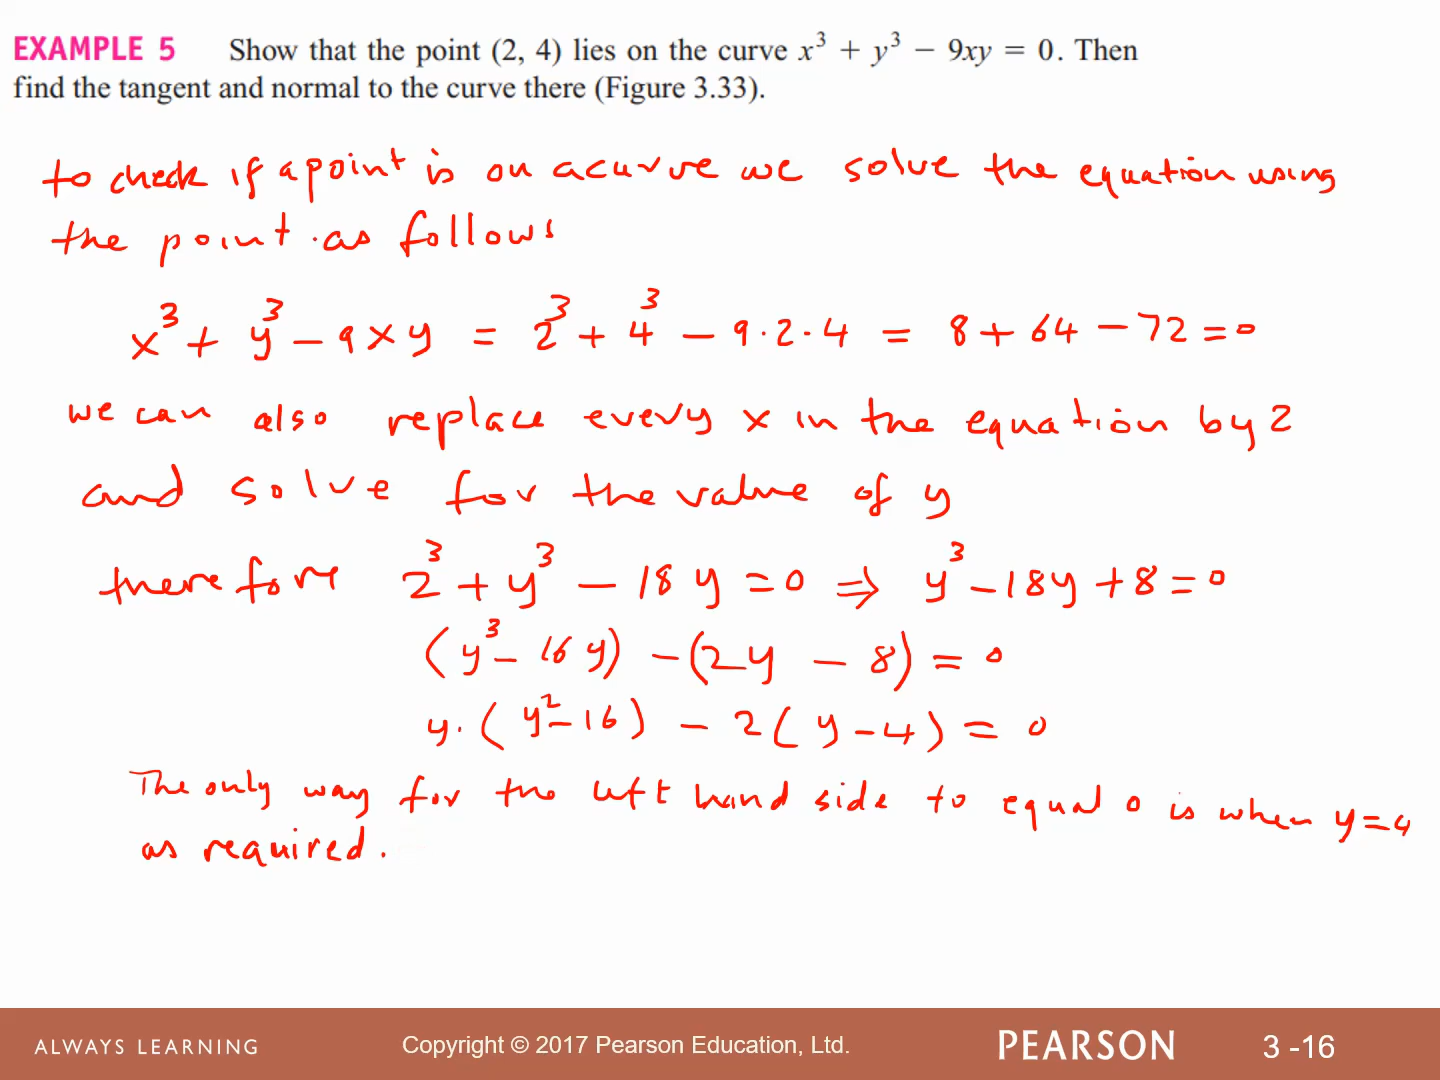 EXAMPLE 5 Show that the point (2, 4) lies on the curve x³ + y³ − 9xy = 0. Then
find the tangent and normal to the curve there (Figure 3.33).
to check if a point is on a curve we solve the equation using
the point. as follows
x³ + y³ − 9xy = 2³ + 4³ − 9·2·4 = 8 + 64 − 72 = 0
we can also replace every x in the equation by 2
and solve for the value of y
therefore 2³ + y³ − 18y = 0 ⇒ y³ − 18y + 8 = 0
(y³ − 16y) − (2y − 8) = 0
y·(y² − 16) − 2(y − 4) = 0
The only way for the left hand side to equal 0 is when y = 4
as required.
ALWAYS LEARNING Copyright © 2017 Pearson Education, Ltd. PEARSON 3 -16